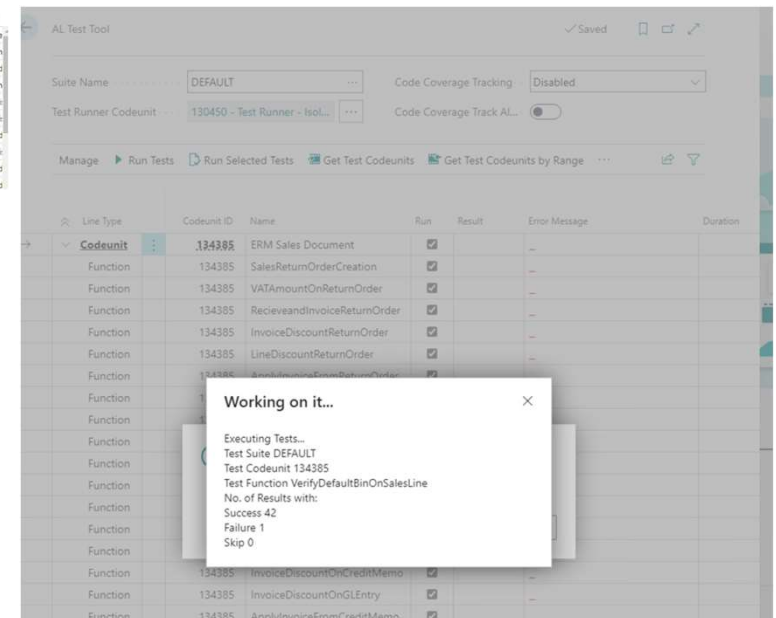 AL Test Tool
Saved
Suite Name DEFAULT ... Code Coverage Tracking Disabled
Test Runner Codeunit 130450 - Test Runner - Isol... ... Code Coverage Track Al...
Manage Run Tests Run Selected Tests Get Test Codeunits Get Test Codeunits by Range ...
Line Type Codeunit ID Name Run Result Error Message Duration
Codeunit 134385 ERM Sales Document _
Function 134385 SalesReturnOrderCreation _
Function 134385 VATAmountOnReturnOrder _
Function 134385 RecieveandInvoiceReturnOrder _
Function 134385 InvoiceDiscountReturnOrder _
Function 134385 LineDiscountReturnOrder _
Function 134385 ApplyInvoiceFromReturnOrder
Function
Function
Function
Function
Function
Function
Function
Function
Working on it...
Executing Tests...
Test Suite DEFAULT
Test Codeunit 134385
Test Function VerifyDefaultBinOnSalesLine
No. of Results with:
Success 42
Failure 1
Skip 0
Function 134385 InvoiceDiscountOnCreditMemo _
Function 134385 InvoiceDiscountOnGLEntry _
Function 134385 ApplyInvoiceFromCreditMemo